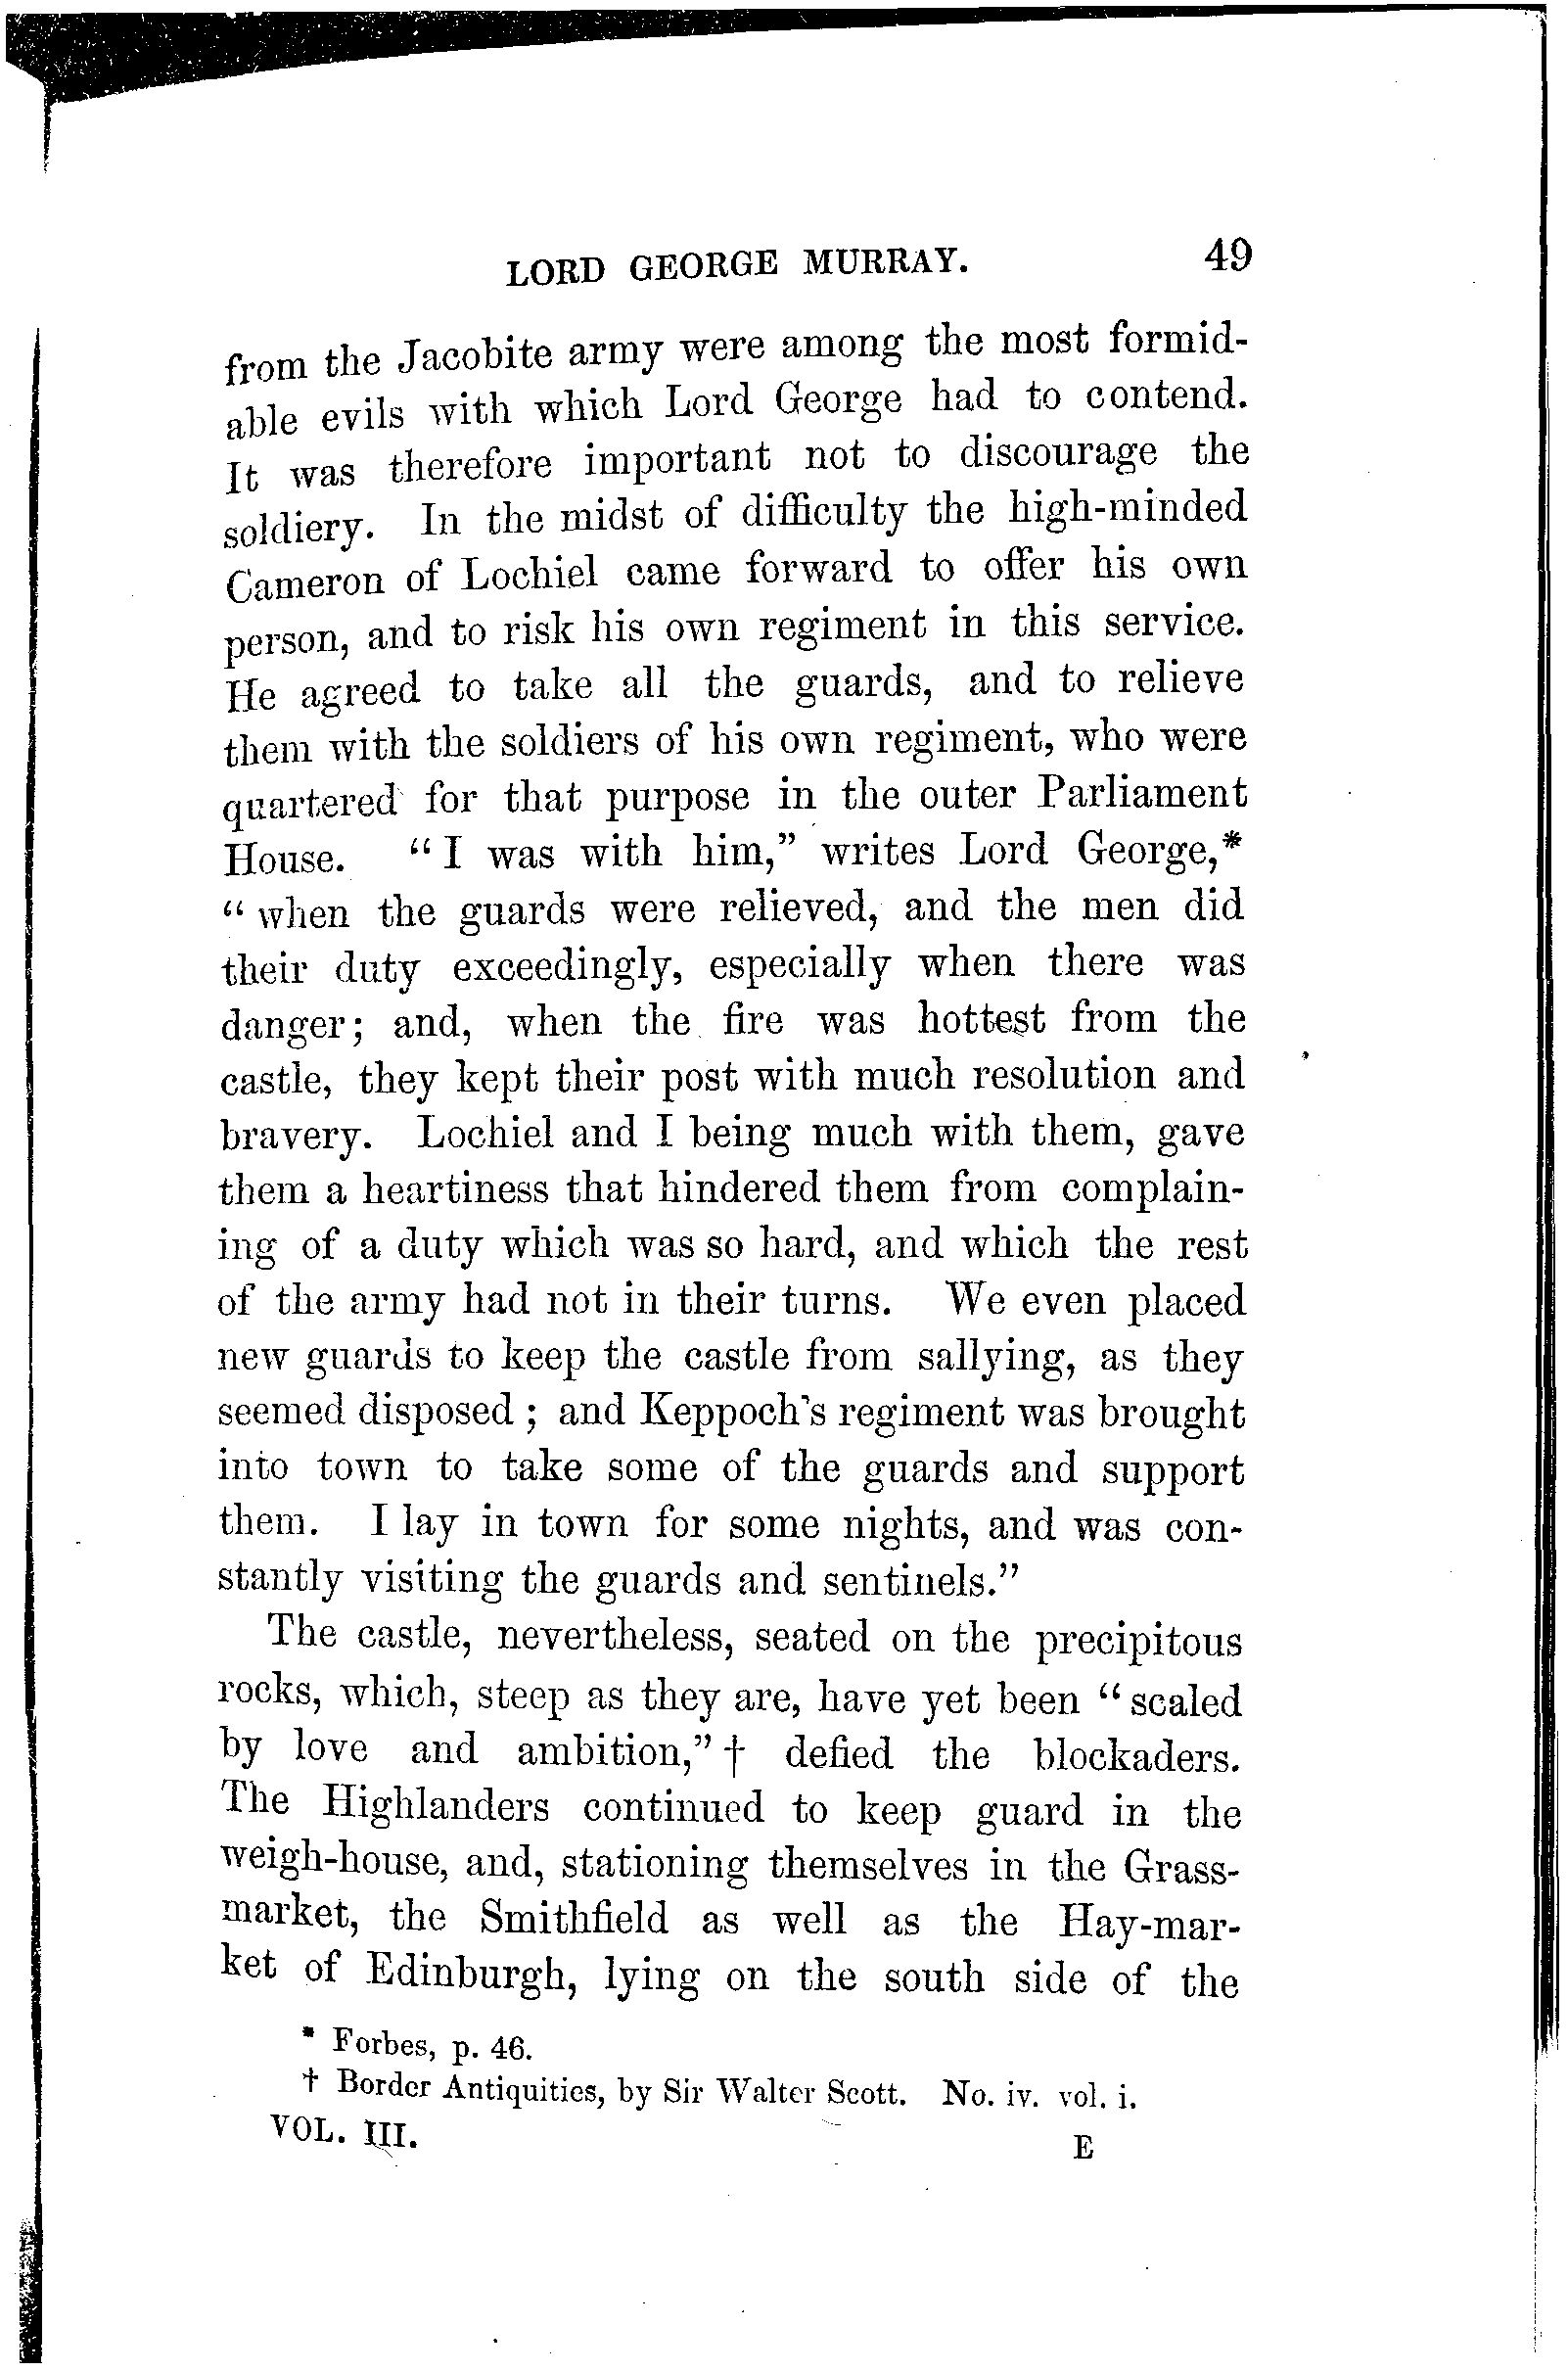 LORD GEORGE MURRAY. 49
from the Jacobite army were among the most formid-
able evils with which Lord George had to contend.
It was therefore important not to discourage the
soldiery. In the midst of difficulty the high-minded
Cameron of Lochiel came forward to offer his own
person, and to risk his own regiment in this service.
He agreed to take all the guards, and to relieve
them with the soldiers of his own regiment, who were
quartered for that purpose in the outer Parliament
House. “I was with him,” writes Lord George,*
“when the guards were relieved, and the men did
their duty exceedingly, especially when there was
danger; and, when the fire was hottest from the
castle, they kept their post with much resolution and
bravery. Lochiel and I being much with them, gave
them a heartiness that hindered them from complain-
ing of a duty which was so hard, and which the rest
of the army had not in their turns. We even placed
new guards to keep the castle from sallying, as they
seemed disposed; and Keppoch's regiment was brought
into town to take some of the guards and support
them. I lay in town for some nights, and was con-
stantly visiting the guards and sentinels.”
The castle, nevertheless, seated on the precipitous
rocks, which, steep as they are, have yet been “scaled
by love and ambition,”† defied the blockaders.
The Highlanders continued to keep guard in the
weigh-house, and, stationing themselves in the Grass-
market, the Smithfield as well as the Hay-mar-
ket of Edinburgh, lying on the south side of the
* Forbes, p. 46.
† Border Antiquities, by Sir Walter Scott. No. iv. vol. i.
VOL. III. E